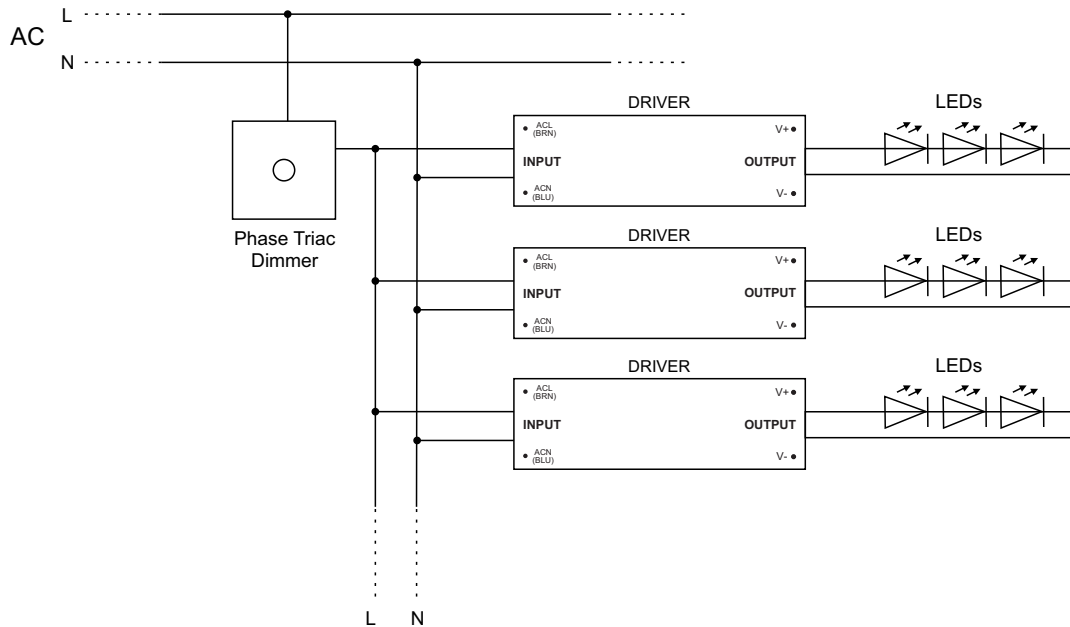 L
AC
N
DRIVER
LEDs
ACL
(BRN)
V+
INPUT
OUTPUT
ACN
(BLU)
V-
Phase Triac
Dimmer
DRIVER
LEDs
ACL
(BRN)
V+
INPUT
OUTPUT
ACN
(BLU)
V-
DRIVER
LEDs
ACL
(BRN)
V+
INPUT
OUTPUT
ACN
(BLU)
V-
L
N